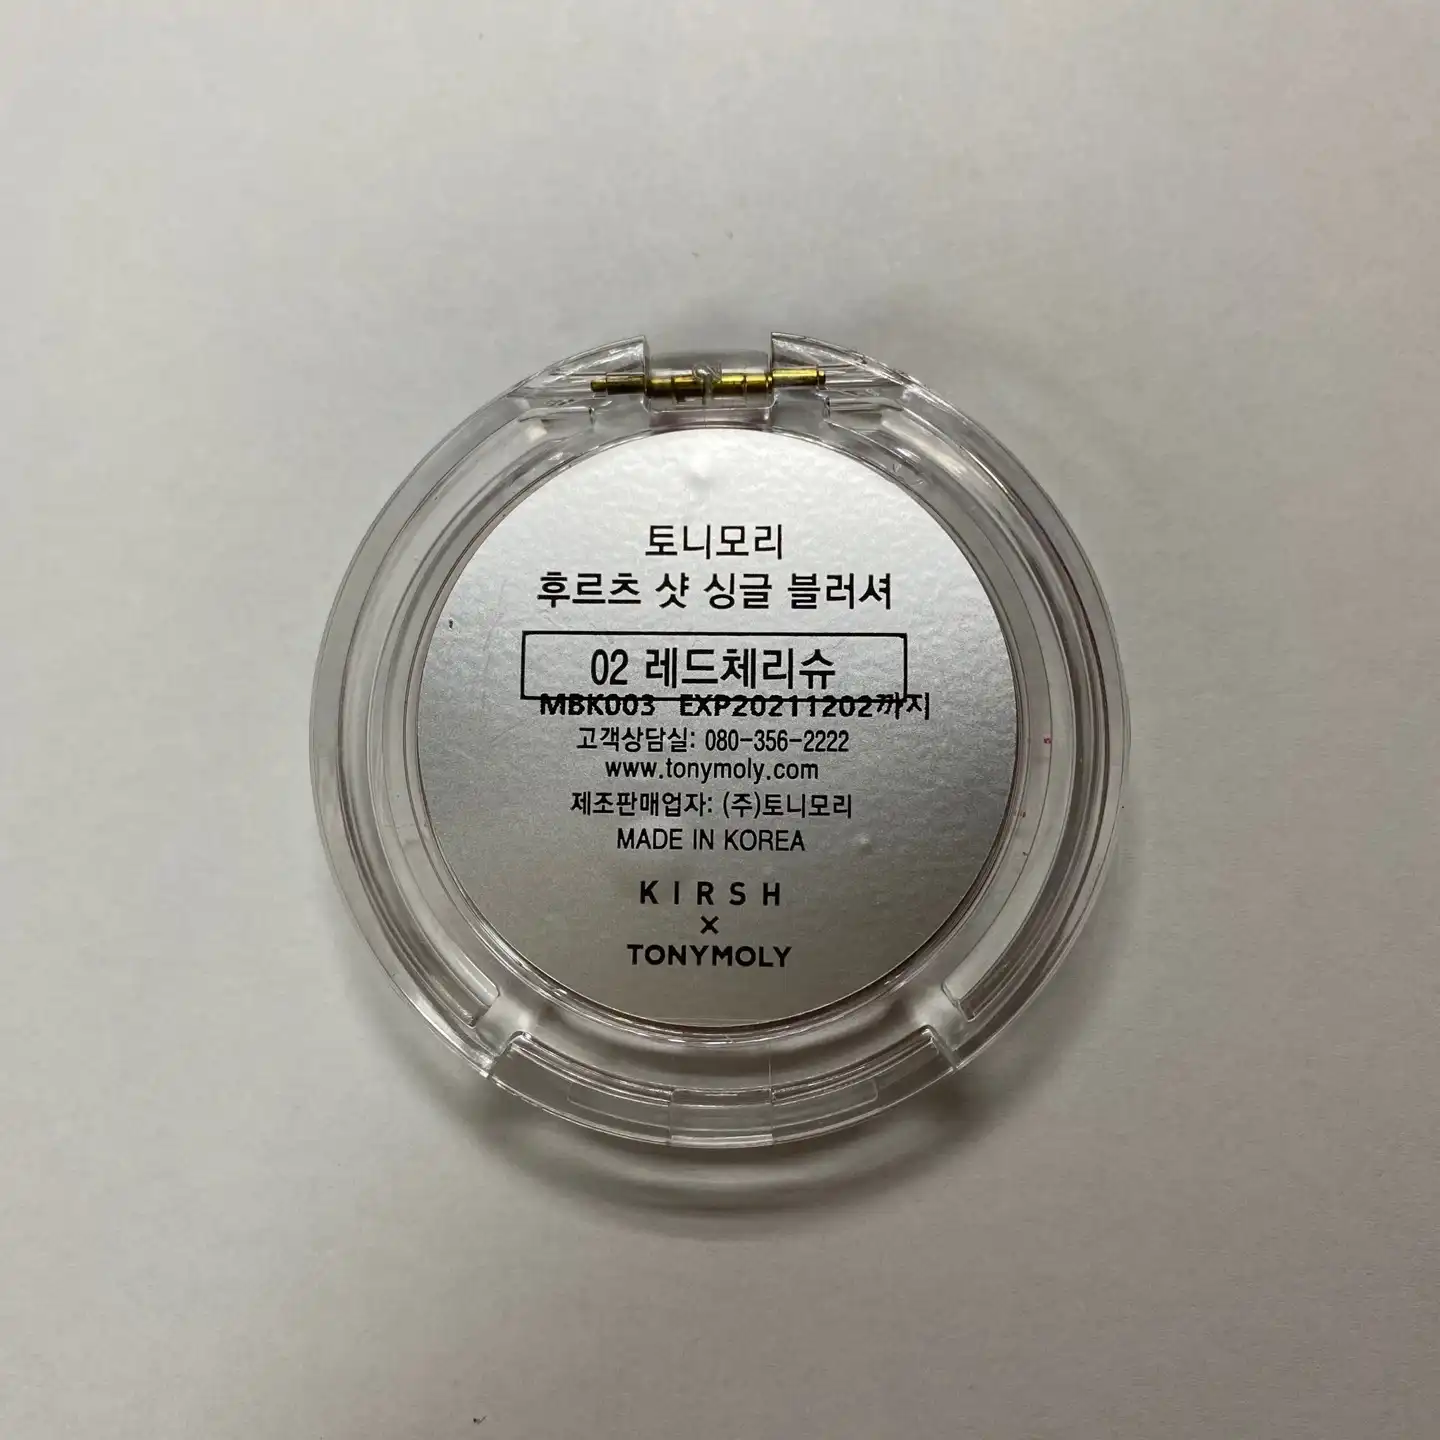 토니모리
후르츠 샷 싱글 블러셔
02 레드체리슈
MBK003 EXP20211202까지
고객상담실: 080-356-2222
www.tonymoly.com
제조판매업자: (주)토니모리
MADE IN KOREA
KIRSH
×
TONYMOLY